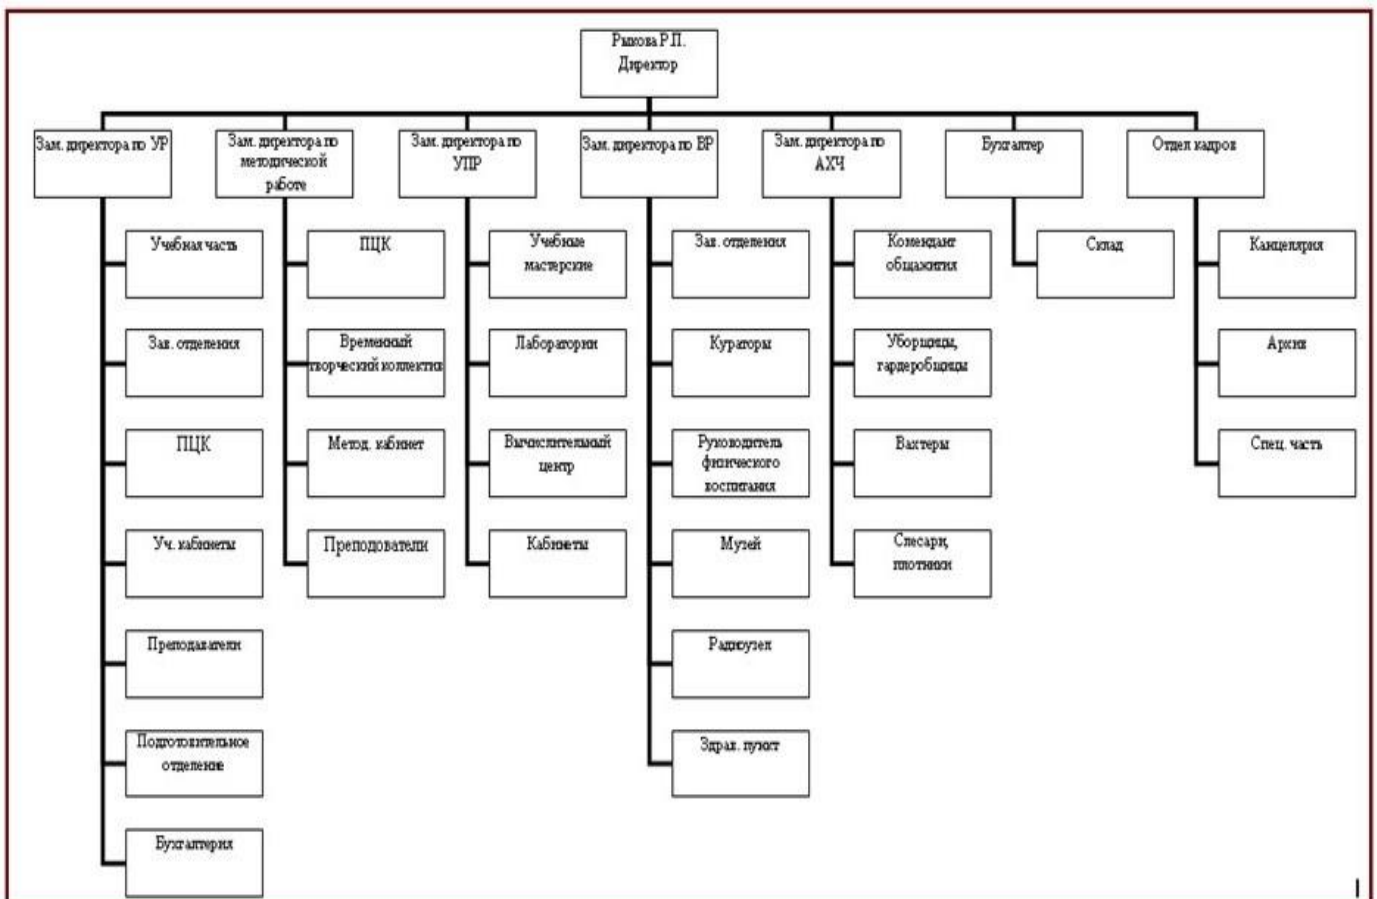 Рыкова Р.П.
Директор
Зам. директора по УР
Зам. директора по
методической
работе
Зам. директора по
УПР
Зам. директора по ВР
Зам. директора по
АХЧ
Бухгалтер
Отдел кадров
Учебная часть
Зав. отделения
ПЦК
Уч. кабинеты
Преподаватели
Подготовительное
отделение
Бухгалтерия
ПЦК
Временный
творческий коллектив
Метод. кабинет
Преподователи
Учебные
мастерские
Лаборатории
Вычислительный
центр
Кабинеты
Зав. отделения
Кураторы
Руководитель
физического
воспитания
Музей
Радиоузел
Здрав. пункт
Комендант
общажития
Уборщицы,
гардеробщицы
Вахтеры
Слесари,
плотники
Склад
Канцелярия
Архив
Спец. часть